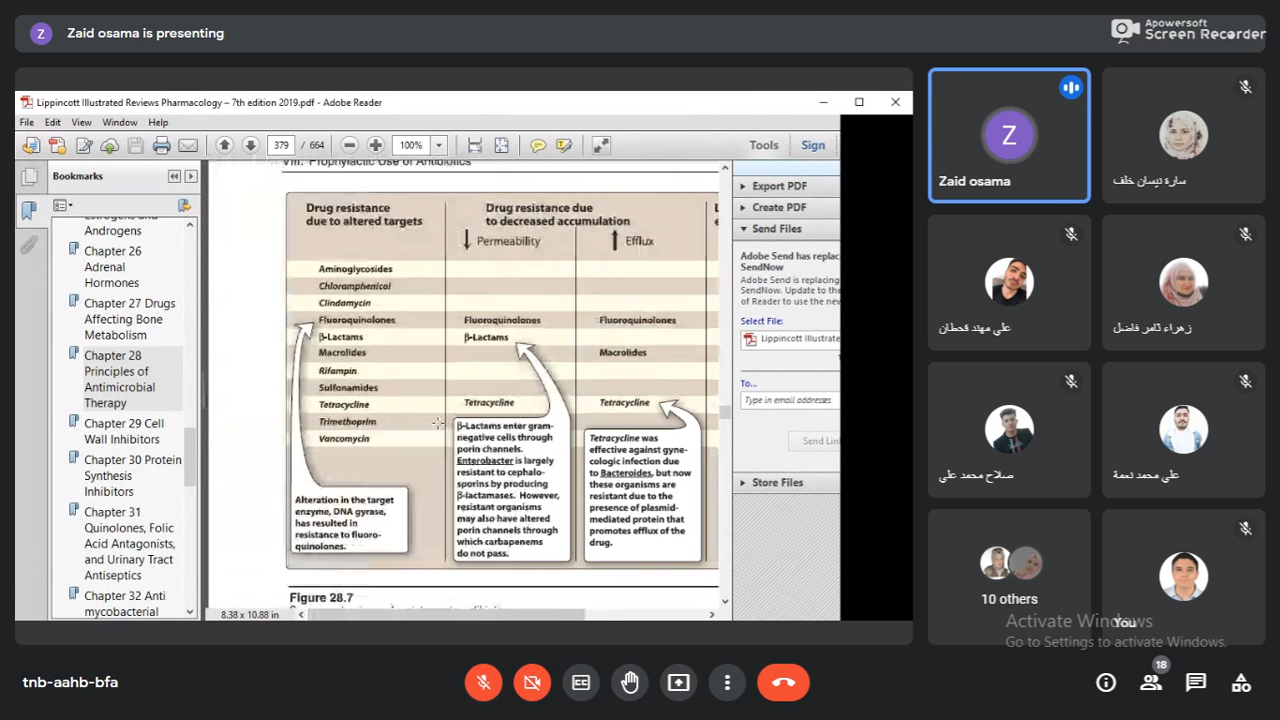 Z
Zaid osama is presenting
Apowersoft
Screen Recorder
Lippincott Illustrated Reviews Pharmacology – 7th edition 2019.pdf - Adobe Reader
File Edit View Window Help
379 / 664
100%
Tools
Sign
Bookmarks
Estrogens and
Androgens
Chapter 26
Adrenal
Hormones
Chapter 27 Drugs
Affecting Bone
Metabolism
Chapter 28
Principles of
Antimicrobial
Therapy
Chapter 29 Cell
Wall Inhibitors
Chapter 30 Protein
Synthesis
Inhibitors
Chapter 31
Quinolones, Folic
Acid Antagonists,
and Urinary Tract
Antiseptics
Chapter 32 Anti
mycobacterial
VIII. Prophylactic Use of Antibiotics
Drug resistance
due to altered targets
Drug resistance due
to decreased accumulation
Permeability
Efflux
Aminoglycosides
Chloramphenicol
Clindamycin
Fluoroquinolones Fluoroquinolones Fluoroquinolones
β-Lactams β-Lactams
Macrolides Macrolides
Rifampin
Sulfonamides
Tetracycline Tetracycline Tetracycline
Trimethoprim
Vancomycin
Alteration in the target
enzyme, DNA gyrase,
has resulted in
resistance to fluoro-
quinolones.
β-Lactams enter gram-
negative cells through
porin channels.
Enterobacter is largely
resistant to cephalo-
sporins by producing
β-lactamases. However,
resistant organisms
may also have altered
porin channels through
which carbapenems
do not pass.
Tetracycline was
effective against gyne-
cologic infection due
to Bacteroides, but now
these organisms are
resistant due to the
presence of plasmid-
mediated protein that
promotes efflux of the
drug.
Figure 28.7
8.38 x 10.88 in
Export PDF
Create PDF
Send Files
Adobe Send has replac
SendNow.
Adobe Send is replacing
SendNow. Update to the
of Reader to use the new
Select File:
Lippincott Illustrate
To...
Type in email addresses
Send Link
Store Files
Z
Zaid osama
سارة نيسان خلف
علي مهند قحطان
زهراء ثامر فاضل
صلاح محمد علي
علي محمد نعمة
10 others
You
Activate Windows
Go to Settings to activate Windows.
tnb-aahb-bfa
18